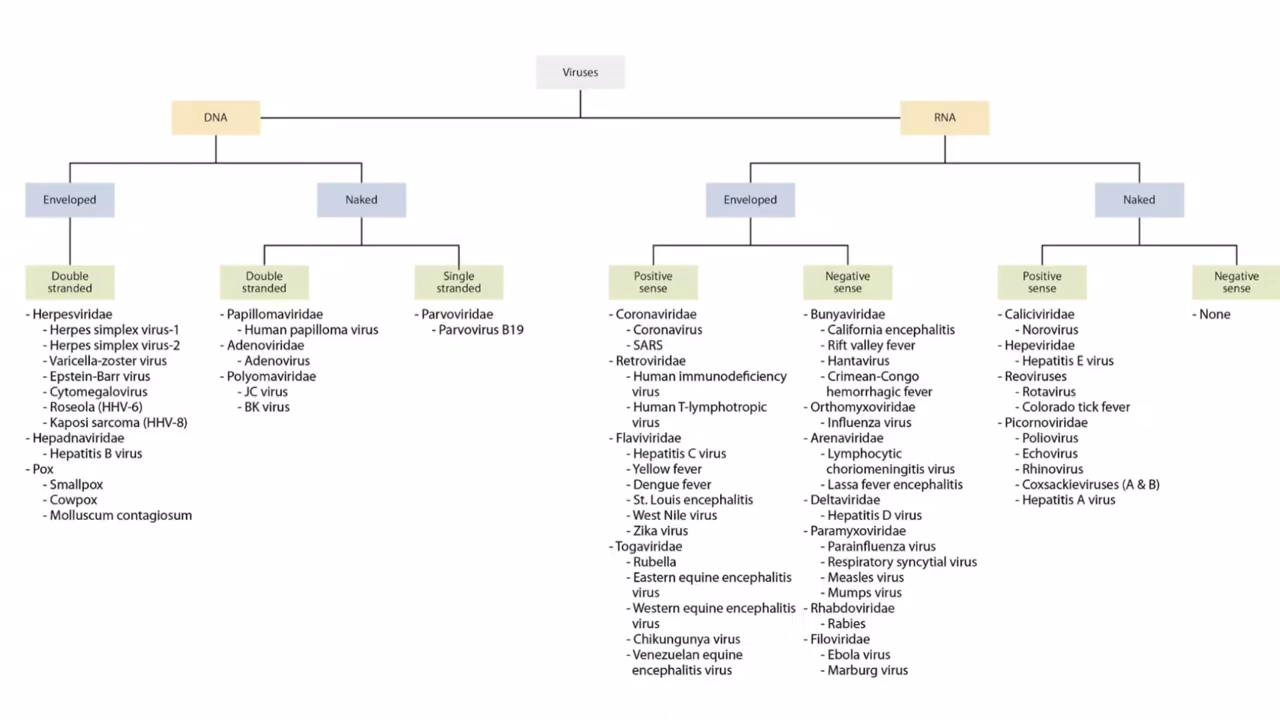 Viruses
DNA
RNA
Enveloped
Naked
Enveloped
Naked
Double
stranded
- Herpesviridae
- Herpes simplex virus-1
- Herpes simplex virus-2
- Varicella-zoster virus
- Epstein-Barr virus
- Cytomegalovirus
- Roseola (HHV-6)
- Kaposi sarcoma (HHV-8)
- Hepadnaviridae
- Hepatitis B virus
- Pox
- Smallpox
- Cowpox
- Molluscum contagiosum
Double
stranded
- Papillomaviridae
- Human papilloma virus
- Adenoviridae
- Adenovirus
- Polyomaviridae
- JC virus
- BK virus
Single
stranded
- Parvoviridae
- Parvovirus B19
Positive
sense
- Coronaviridae
- Coronavirus
- SARS
- Retroviridae
- Human immunodeficiency
virus
- Human T-lymphotropic
virus
- Flaviviridae
- Hepatitis C virus
- Yellow fever
- Dengue fever
- St. Louis encephalitis
- West Nile virus
- Zika virus
- Togaviridae
- Rubella
- Eastern equine encephalitis
virus
- Western equine encephalitis
virus
- Chikungunya virus
- Venezuelan equine
encephalitis virus
Negative
sense
- Bunyaviridae
- California encephalitis
- Rift valley fever
- Hantavirus
- Crimean-Congo
hemorrhagic fever
- Orthomyxoviridae
- Influenza virus
- Arenaviridae
- Lymphocytic
choriomeningitis virus
- Lassa fever encephalitis
- Deltaviridae
- Hepatitis D virus
- Paramyxoviridae
- Parainfluenza virus
- Respiratory syncytial virus
- Measles virus
- Mumps virus
- Rhabdoviridae
- Rabies
- Filoviridae
- Ebola virus
- Marburg virus
Positive
sense
- Caliciviridae
- Norovirus
- Hepeviridae
- Hepatitis E virus
- Reoviruses
- Rotavirus
- Colorado tick fever
- Picornoviridae
- Poliovirus
- Echovirus
- Rhinovirus
- Coxsackieviruses (A & B)
- Hepatitis A virus
Negative
sense
- None